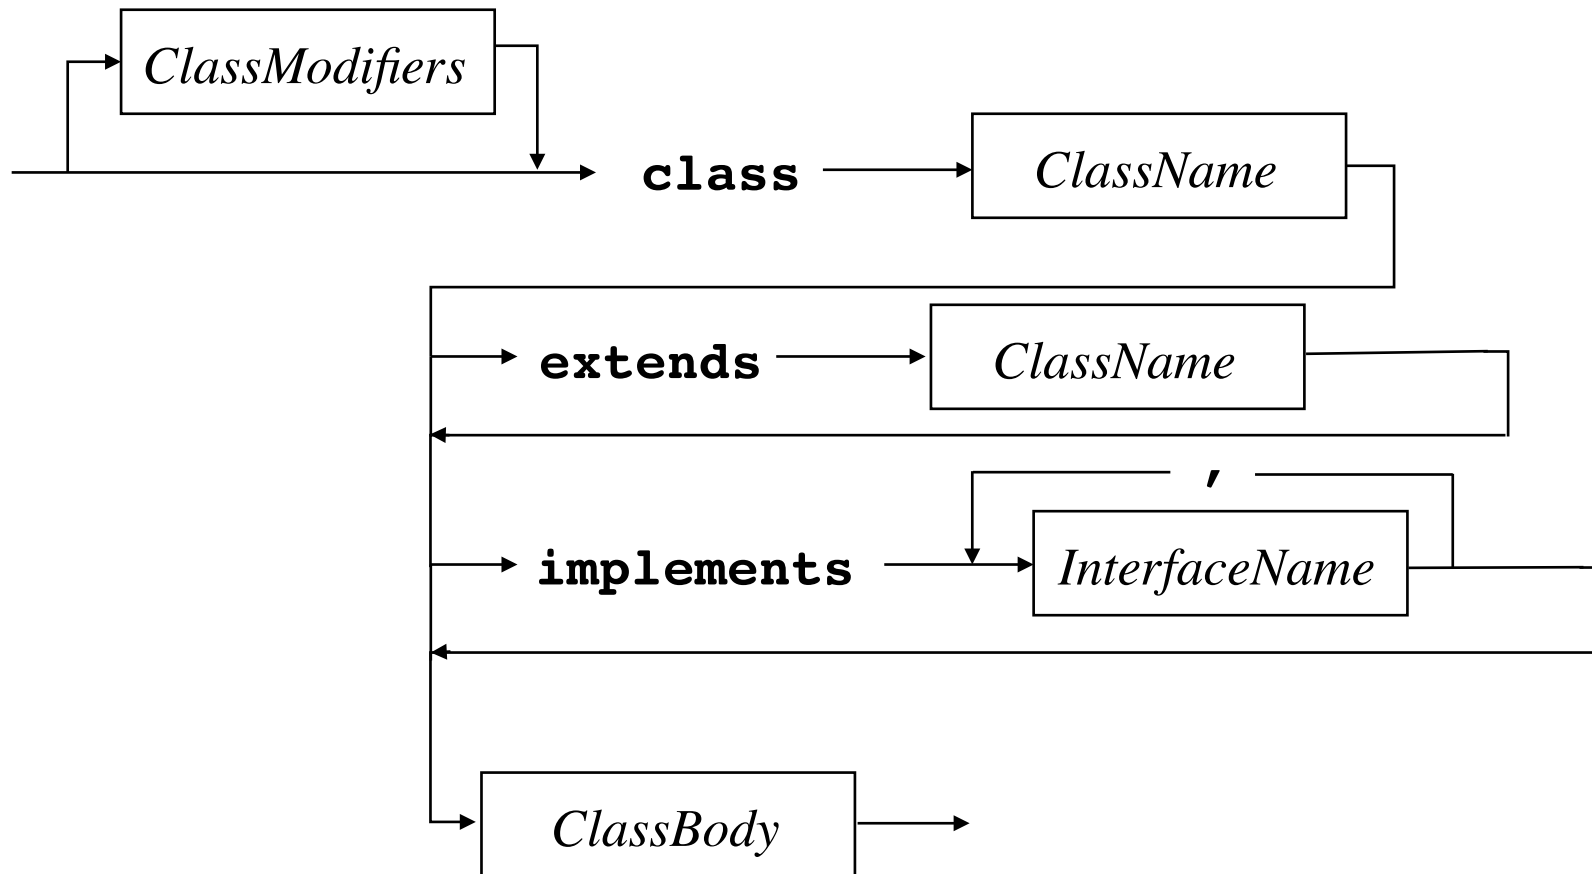 ClassModifiers
class ClassName
extends ClassName
,
implements InterfaceName
ClassBody